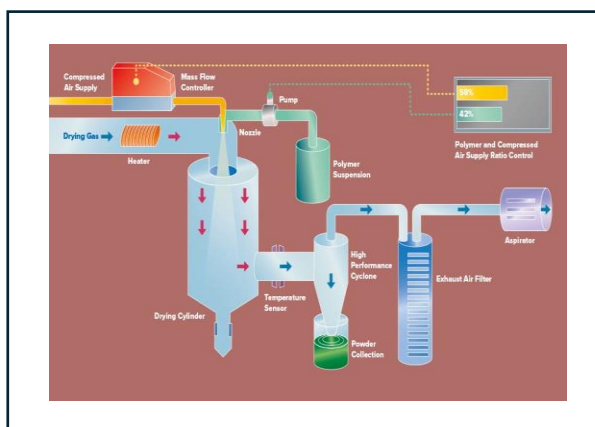 Compressed
Air Supply
Mass Flow
Controller
Pump
58%
42%
Drying Gas
Heater
Nozzle
Polymer
Suspension
Polymer and Compressed
Air Supply Ratio Control
Aspirator
High
Performance
Cyclone
Exhaust Air Filter
Temperature
Sensor
Drying Cylinder
Powder
Collection